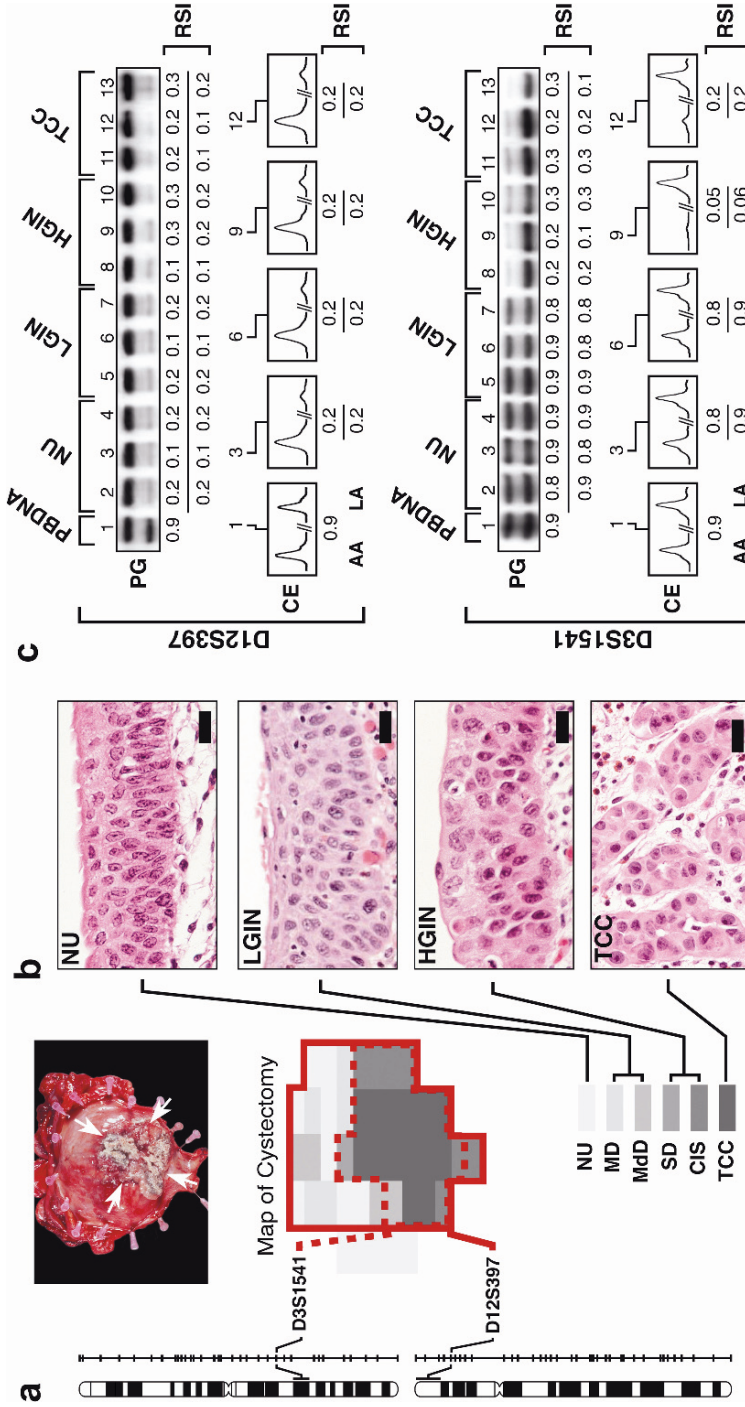 a
D3S1541
D12S397
Map of Cystectomy
NU
MD
MdD
SD
CIS
TCC
b
NU
LGIN
HGIN
TCC
c
D12S397
PBDNA NU LGIN HGIN TCC
1 2 3 4 5 6 7 8 9 10 11 12 13
PG
0.9 0.2 0.1 0.2 0.2 0.1 0.2 0.1 0.3 0.3 0.2 0.2 0.3
0.2 0.1 0.2 0.2 0.1 0.2 0.1 0.2 0.2 0.1 0.1 0.2
RSI
1 3 6 9 12
CE
0.9 0.2 0.2 0.2 0.2
AA LA 0.2 0.2 0.2 0.2
RSI
D3S1541
PBDNA NU LGIN HGIN TCC
1 2 3 4 5 6 7 8 9 10 11 12 13
PG
0.9 0.8 0.9 0.9 0.9 0.9 0.8 0.2 0.2 0.3 0.3 0.2 0.3
0.9 0.8 0.9 0.9 0.8 0.8 0.2 0.1 0.3 0.3 0.2 0.1
RSI
1 3 6 9 12
CE
0.9 0.8 0.8 0.05 0.2
AA LA 0.9 0.9 0.06 0.2
RSI